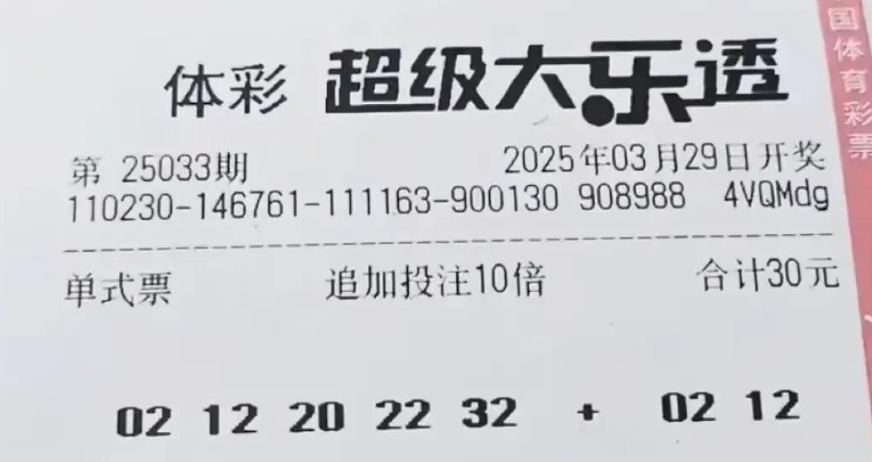 体彩 超级大乐透
第 25033期 2025年03月29日开奖
110230-146761-111163-900130 908988 4VQMdg
单式票 追加投注10倍 合计30元
02 12 20 22 32 + 02 12
国体育彩票